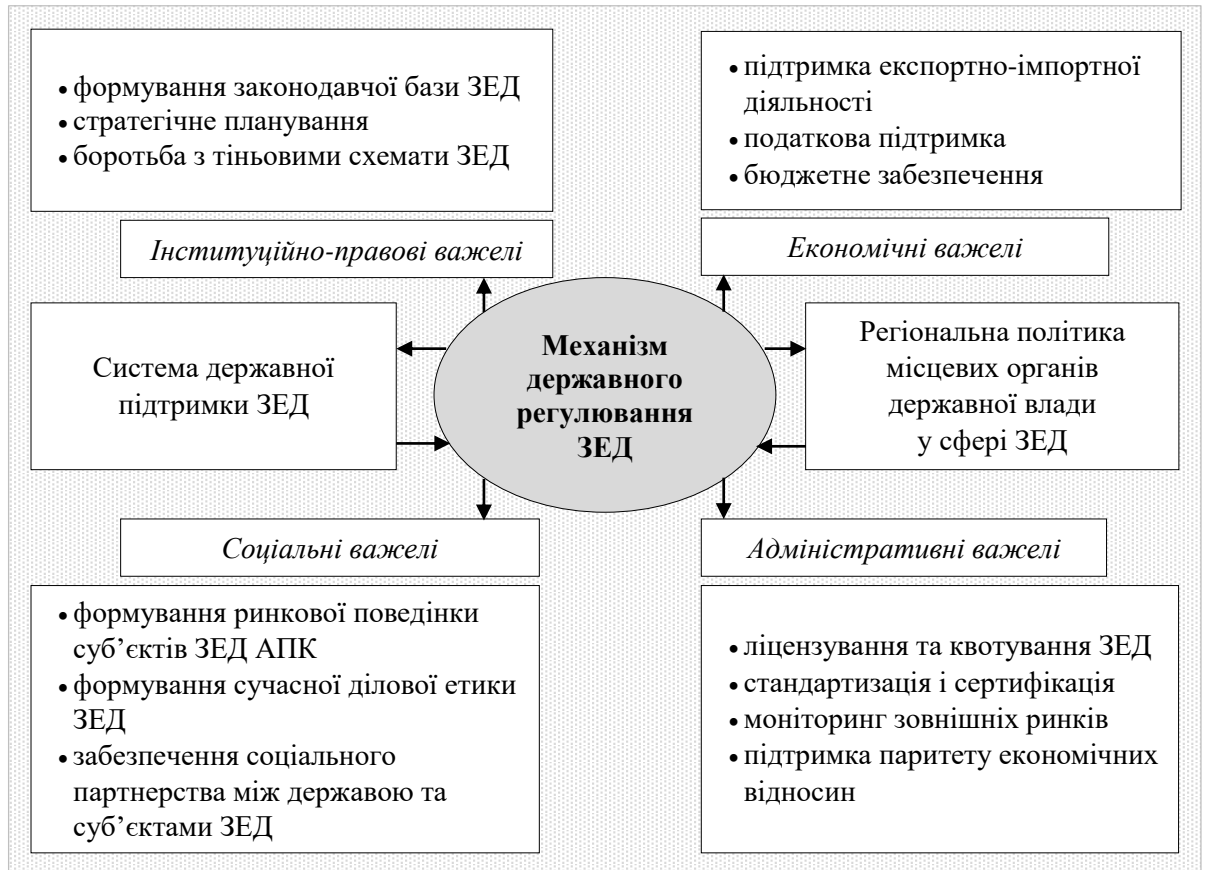 • формування законодавчої бази ЗЕД
• стратегічне планування
• боротьба з тіньовими схемати ЗЕД
Інституційно-правові важелі
• підтримка експортно-імпортної
діяльності
• податкова підтримка
• бюджетне забезпечення
Економічні важелі
Система державної
підтримки ЗЕД
Механізм
державного
регулювання
ЗЕД
Регіональна політика
місцевих органів
державної влади
у сфері ЗЕД
Соціальні важелі
• формування ринкової поведінки
суб’єктів ЗЕД АПК
• формування сучасної ділової етики
ЗЕД
• забезпечення соціального
партнерства між державою та
суб’єктами ЗЕД
Адміністративні важелі
• ліцензування та квотування ЗЕД
• стандартизація і сертифікація
• моніторинг зовнішніх ринків
• підтримка паритету економічних
відносин